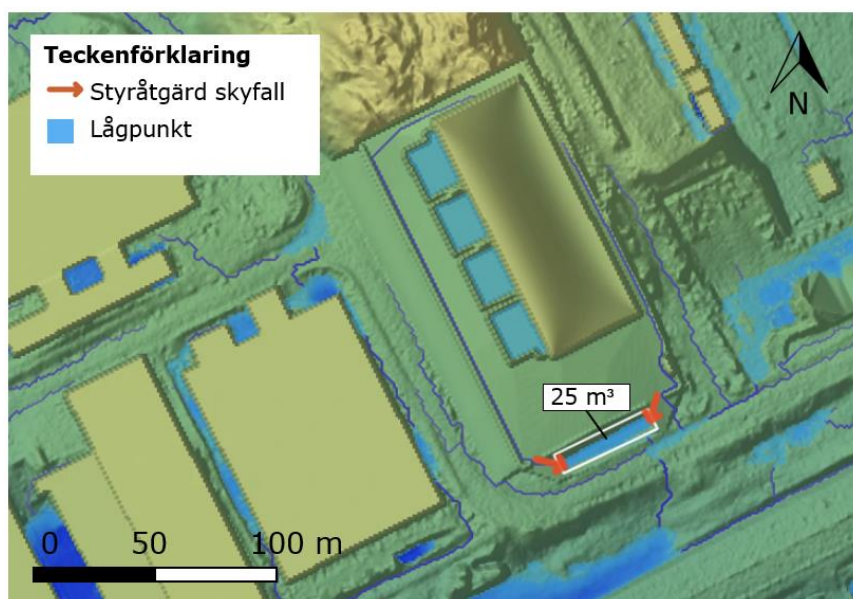 Teckenförklaring
Styråtgärd skyfall
Lågpunkt
N
25 m³
0 50 100 m